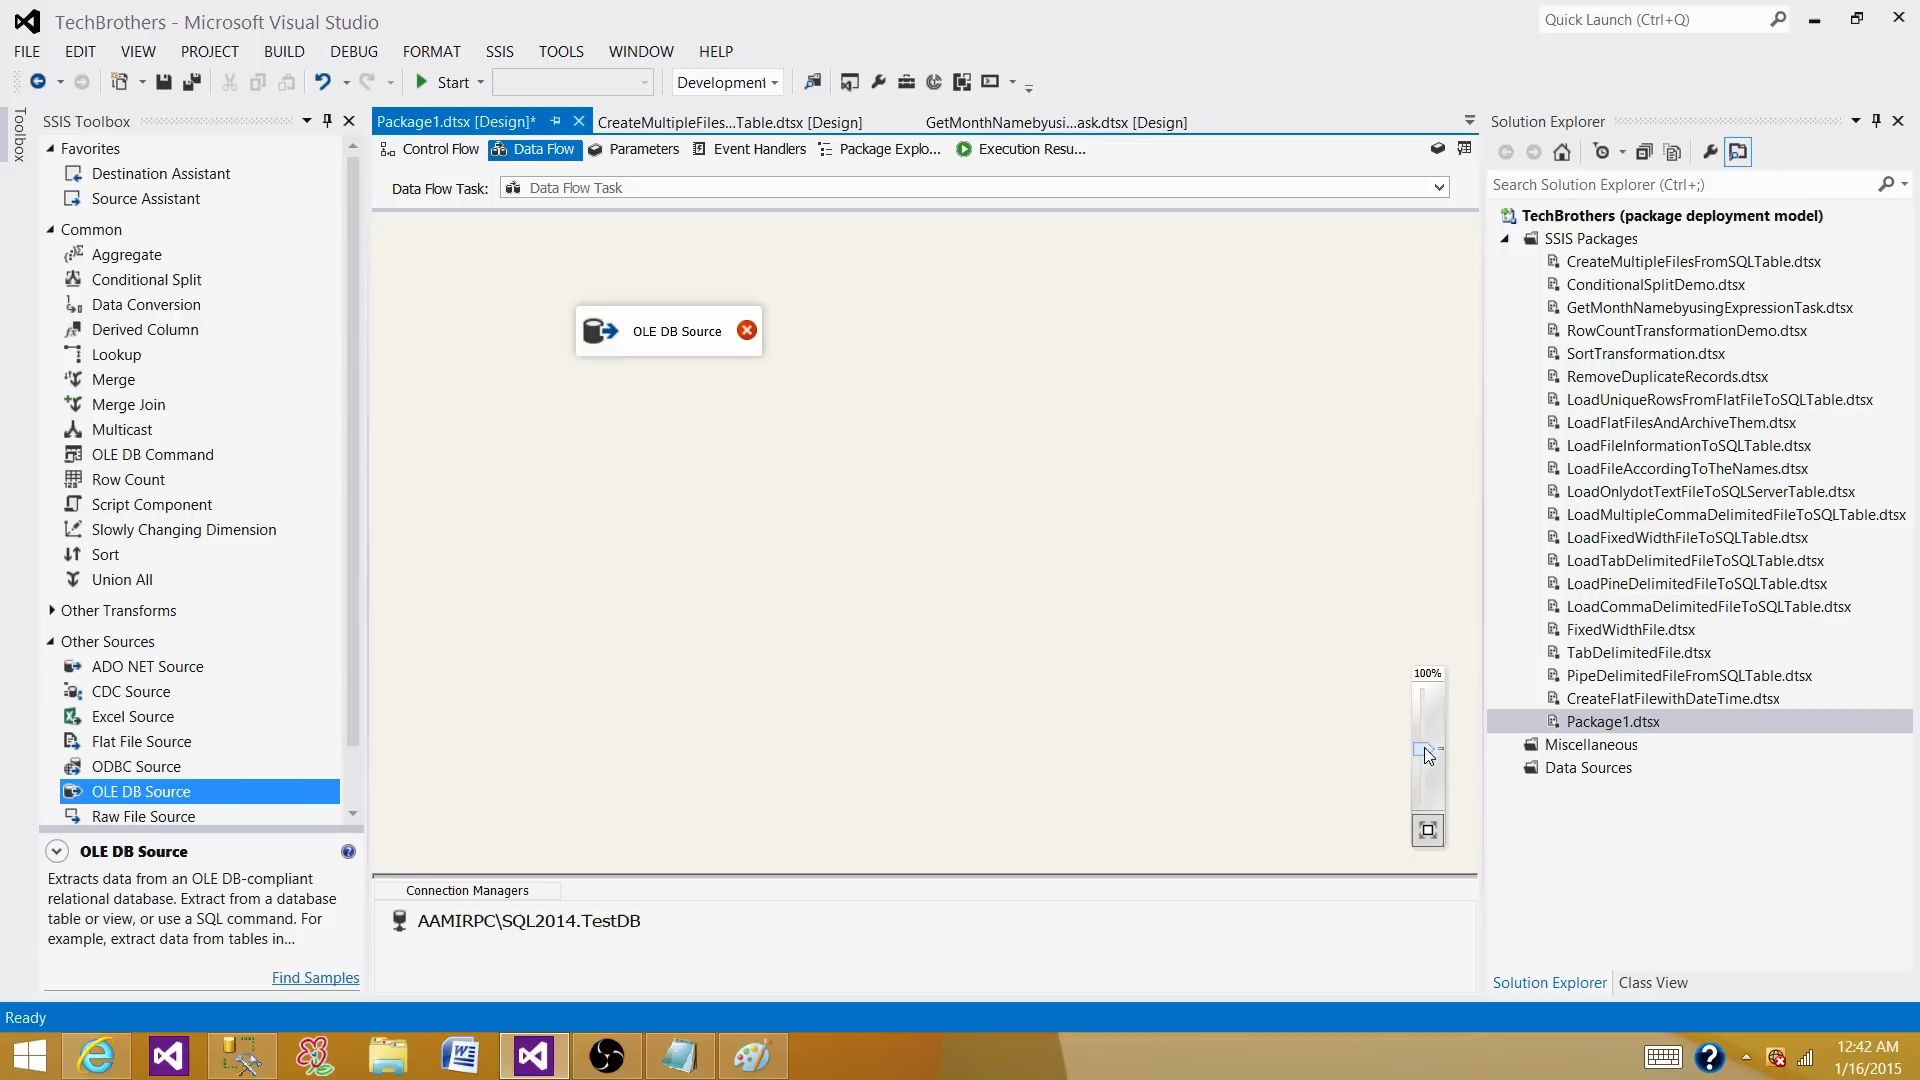 TechBrothers - Microsoft Visual Studio
Quick Launch (Ctrl+Q)
FILE EDIT VIEW PROJECT BUILD DEBUG FORMAT SSIS TOOLS WINDOW HELP
Start Development
Toolbox
SSIS Toolbox
Favorites
Destination Assistant
Source Assistant
Common
Aggregate
Conditional Split
Data Conversion
Derived Column
Lookup
Merge
Merge Join
Multicast
OLE DB Command
Row Count
Script Component
Slowly Changing Dimension
Sort
Union All
Other Transforms
Other Sources
ADO NET Source
CDC Source
Excel Source
Flat File Source
ODBC Source
OLE DB Source
Raw File Source
OLE DB Source
Extracts data from an OLE DB-compliant
relational database. Extract from a database
table or view, or use a SQL command. For
example, extract data from tables in...
Find Samples
Package1.dtsx [Design]* CreateMultipleFiles...Table.dtsx [Design] GetMonthNamebyusi...ask.dtsx [Design]
Control Flow Data Flow Parameters Event Handlers Package Explo... Execution Resu...
Data Flow Task: Data Flow Task
OLE DB Source
100%
Connection Managers
AAMIRPC\SQL2014.TestDB
Solution Explorer
Search Solution Explorer (Ctrl+;)
TechBrothers (package deployment model)
SSIS Packages
CreateMultipleFilesFromSQLTable.dtsx
ConditionalSplitDemo.dtsx
GetMonthNamebyusingExpressionTask.dtsx
RowCountTransformationDemo.dtsx
SortTransformation.dtsx
RemoveDuplicateRecords.dtsx
LoadUniqueRowsFromFlatFileToSQLTable.dtsx
LoadFlatFilesAndArchiveThem.dtsx
LoadFileInformationToSQLTable.dtsx
LoadFileAccordingToTheNames.dtsx
LoadOnlydotTextFileToSQLServerTable.dtsx
LoadMultipleCommaDelimitedFileToSQLTable.dtsx
LoadFixedWidthFileToSQLTable.dtsx
LoadTabDelimitedFileToSQLTable.dtsx
LoadPineDelimitedFileToSQLTable.dtsx
LoadCommaDelimitedFileToSQLTable.dtsx
FixedWidthFile.dtsx
TabDelimitedFile.dtsx
PipeDelimitedFileFromSQLTable.dtsx
CreateFlatFilewithDateTime.dtsx
Package1.dtsx
Miscellaneous
Data Sources
Solution Explorer Class View
Ready
12:42 AM
1/16/2015